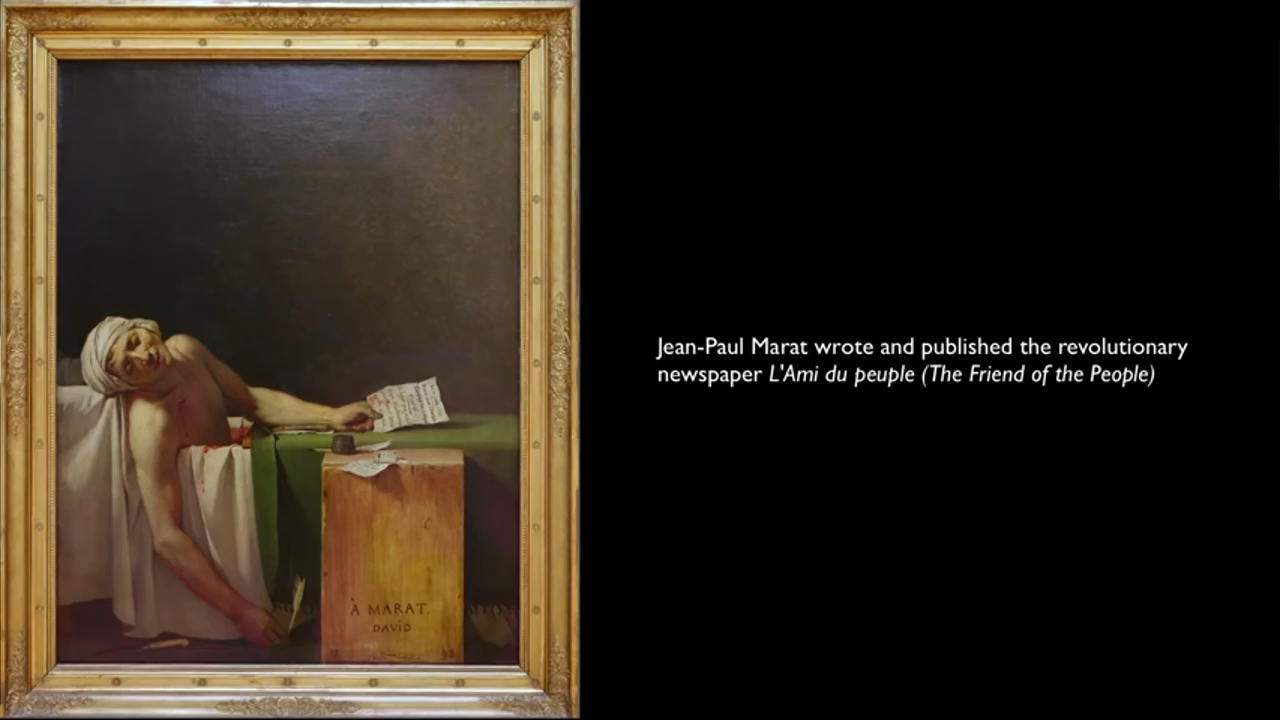 À MARAT.
DAVID
Jean-Paul Marat wrote and published the revolutionary
newspaper L'Ami du peuple (The Friend of the People)